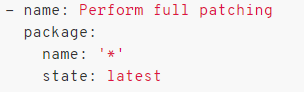 - name: Perform full patching
  package:
    name: '*'
    state: latest